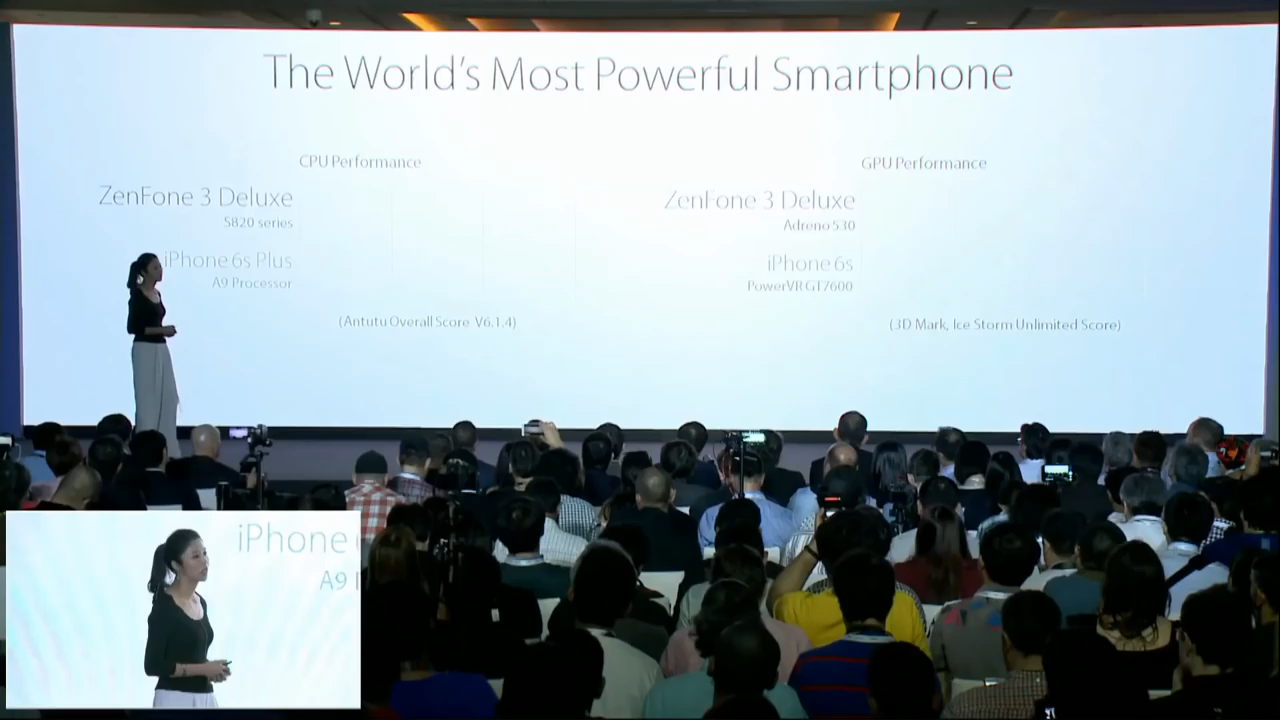 The World's Most Powerful Smartphone
CPU Performance
ZenFone 3 Deluxe
S820 series
iPhone 6s Plus
A9 Processor
(Antutu Overall Score V6.1.4)
GPU Performance
ZenFone 3 Deluxe
Adreno 530
iPhone 6s
PowerVR GT7600
(3D Mark, Ice Storm Unlimited Score)
iPhone
A9